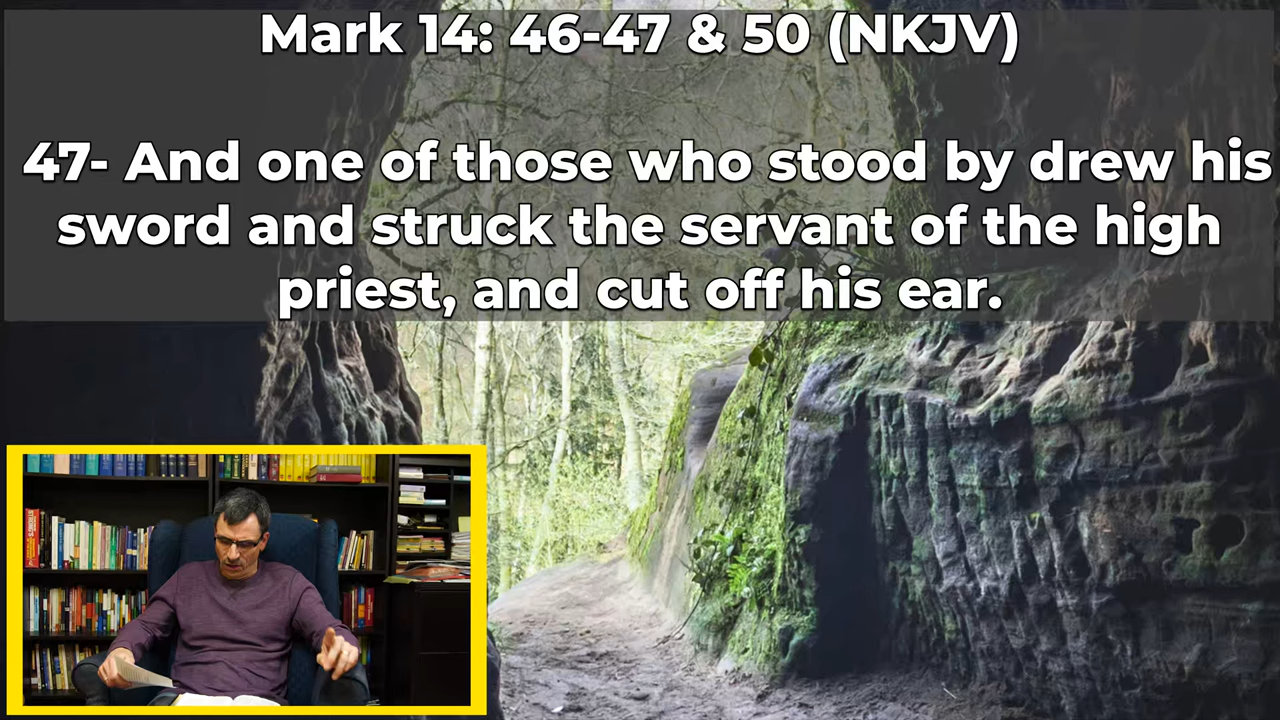 Mark 14: 46-47 & 50 (NKJV)
47- And one of those who stood by drew his
sword and struck the servant of the high
priest, and cut off his ear.